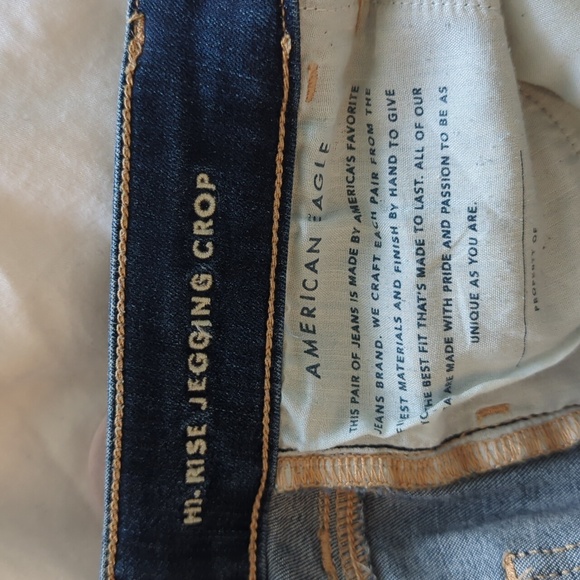 HI-RISE JEGGING CROP
AMERICAN EAGLE
THIS PAIR OF JEANS IS MADE BY AMERICA'S FAVORITE
JEANS BRAND. WE CRAFT EACH PAIR FROM THE
FINEST MATERIALS AND FINISH BY HAND TO GIVE
THE BEST FIT THAT'S MADE TO LAST. ALL OF OUR
ARE MADE WITH PRIDE AND PASSION TO BE AS
UNIQUE AS YOU ARE.
PROPERTY OF